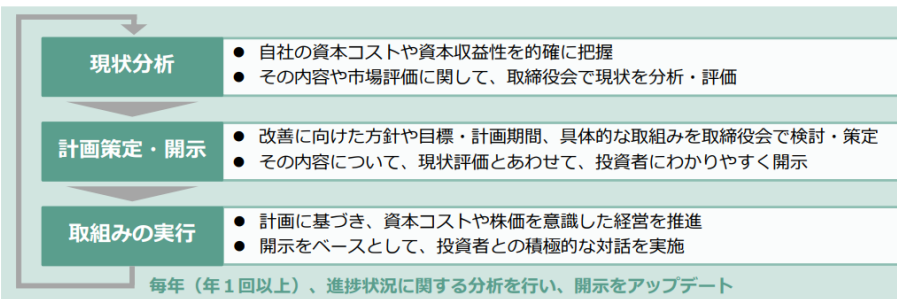 現状分析
● 自社の資本コストや資本収益性を的確に把握
● その内容や市場評価に関して、取締役会で現状を分析・評価
計画策定・開示
● 改善に向けた方針や目標・計画期間、具体的な取組みを取締役会で検討・策定
● その内容について、現状評価とあわせて、投資者にわかりやすく開示
取組みの実行
● 計画に基づき、資本コストや株価を意識した経営を推進
● 開示をベースとして、投資者との積極的な対話を実施
毎年（年１回以上）、進捗状況に関する分析を行い、開示をアップデート